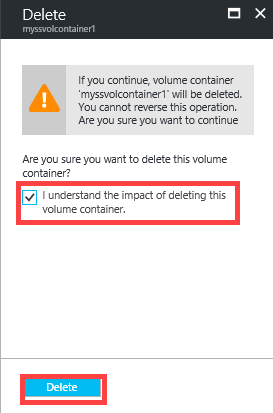 Delete
myssvolcontainer1
If you continue, volume container
'myssvolcontainer1' will be deleted.
You cannot reverse this operation.
Are you sure you want to continue
Are you sure you want to delete this volume
container?
I understand the impact of deleting this
volume container.
Delete